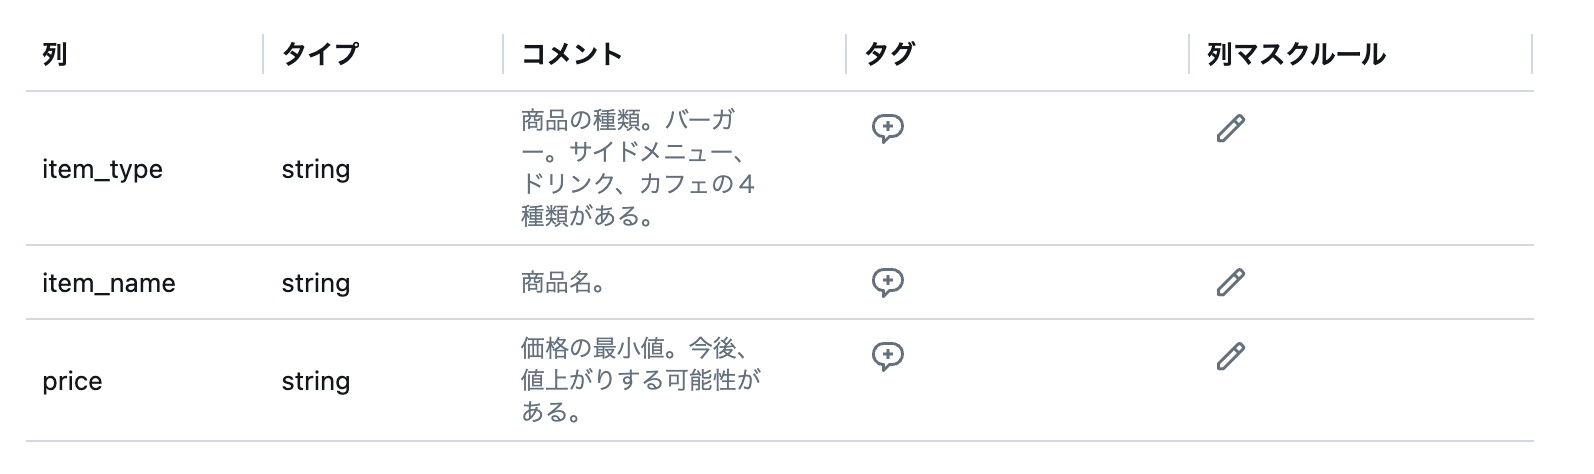 列 タイプ コメント タグ 列マスクルール
item_type string 商品の種類。バーガ
ー。サイドメニュー、
ドリンク、カフェの４
種類がある。
item_name string 商品名。
price string 価格の最小値。今後、
値上がりする可能性が
ある。